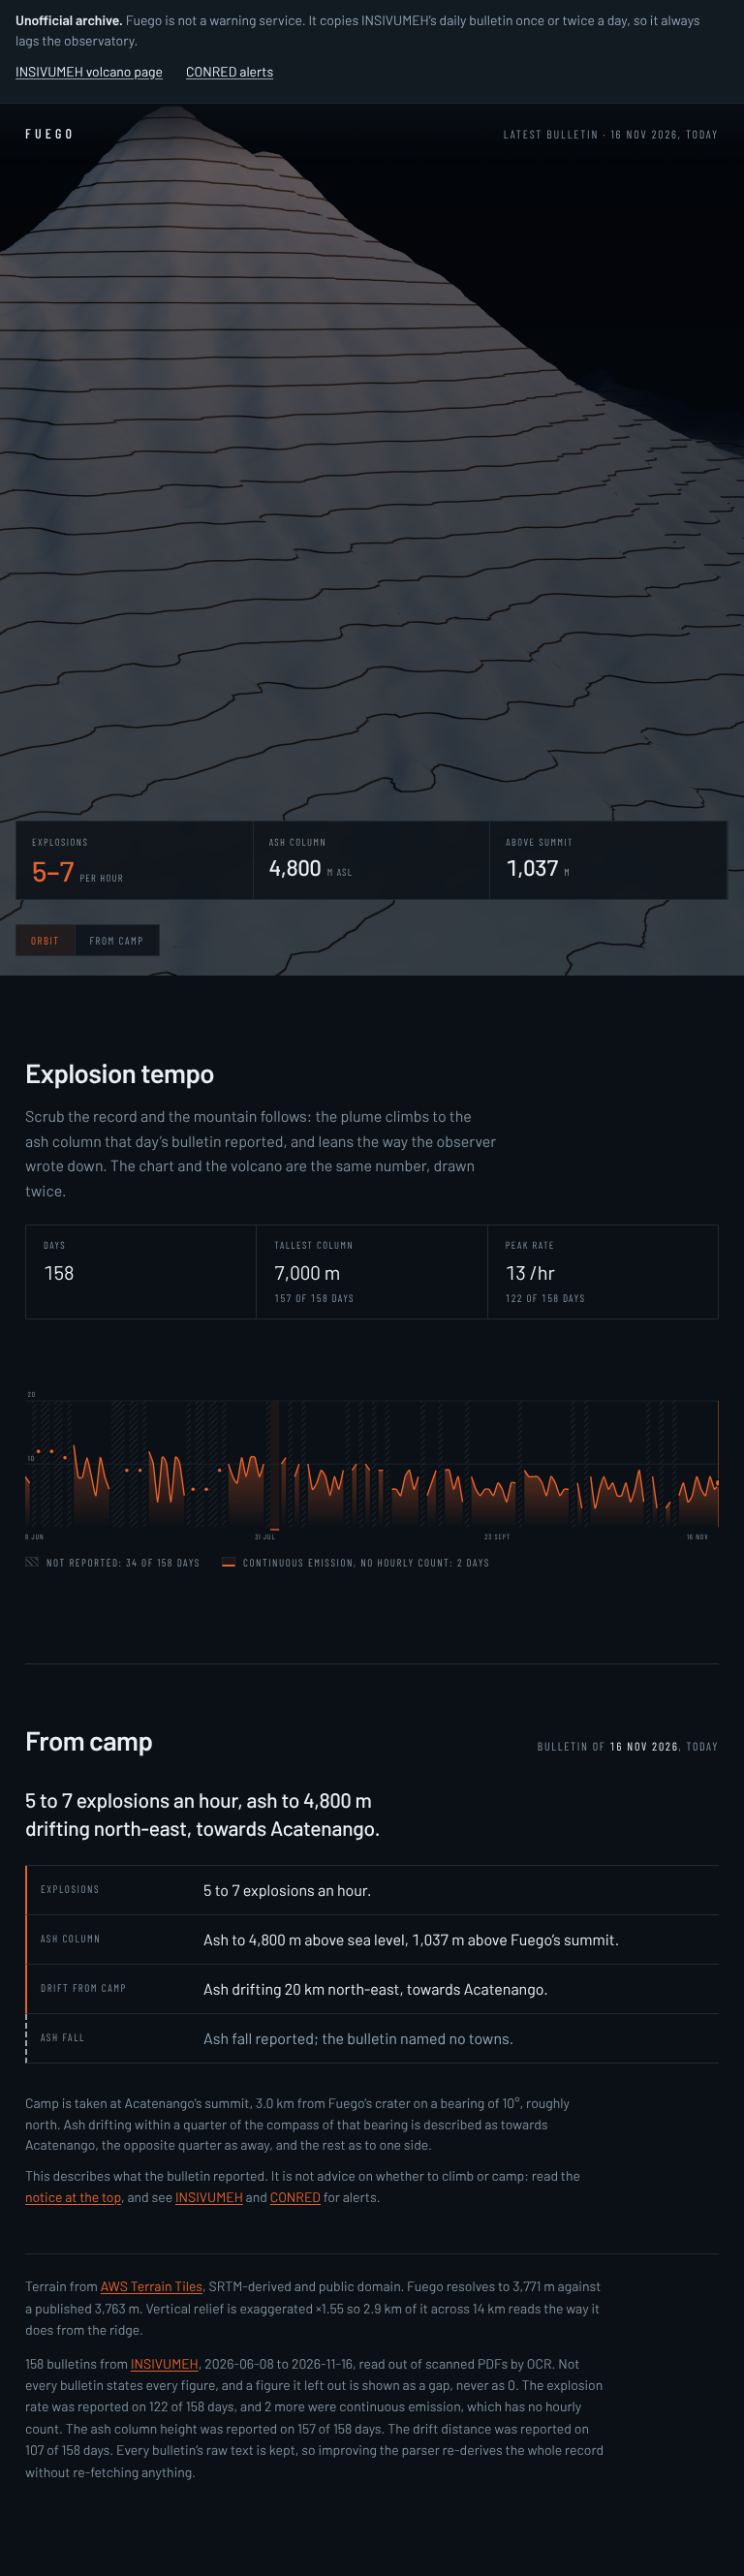 Unofficial archive. Fuego is not a warning service. It copies INSIVUMEH's daily bulletin archive once or twice a day, so it always
lags the observatory.
INSIVUMEH volcano page CONRED alerts
FUEGO
LATEST BULLETIN · 16 NOV 2026, TODAY
EXPLOSIONS
5–7 PER HOUR
ASH COLUMN
4,800 M ASL
ABOVE SUMMIT
1,037 M
ORBIT FROM CAMP
Explosion tempo
Scrub the record and the mountain follows: the plume climbs to the
ash column that day's bulletin reported, and leans the way the observer
wrote down. The chart and the volcano are the same number, drawn
twice.
DAYS
158
TALLEST COLUMN
7,000 m
157 OF 158 DAYS
PEAK RATE
13 /hr
122 OF 158 DAYS
20
10
8 JUN 31 JUL 23 SEPT 16 NOV
NOT REPORTED: 34 OF 158 DAYS CONTINUOUS EMISSION, NO HOURLY COUNT: 2 DAYS
From camp
BULLETIN OF 16 NOV 2026, TODAY
5 to 7 explosions an hour, ash to 4,800 m
drifting north-east, towards Acatenango.
EXPLOSIONS 5 to 7 explosions an hour.
ASH COLUMN Ash to 4,800 m above sea level, 1,037 m above Fuego's summit.
DRIFT FROM CAMP Ash drifting 20 km north-east, towards Acatenango.
ASH FALL Ash fall reported; the bulletin named no towns.
Camp is taken at Acatenango's summit, 3.0 km from Fuego's crater on a bearing of 10°, roughly
north. Ash drifting within a quarter of the compass of that bearing is described as towards
Acatenango, the opposite quarter as away, and the rest as to one side.
This describes what the bulletin reported. It is not advice on whether to climb or camp: read the
notice at the top, and see INSIVUMEH and CONRED for alerts.
Terrain from AWS Terrain Tiles, SRTM-derived and public domain. Fuego resolves to 3,771 m against
a published 3,763 m. Vertical relief is exaggerated ×1.55 so 2.9 km of it across 14 km reads the way it
does from the ridge.
158 bulletins from INSIVUMEH, 2026-06-08 to 2026-11-16, read out of scanned PDFs by OCR. Not
every bulletin states every figure, and a figure it left out is shown as a gap, never as 0. The explosion
rate was reported on 122 of 158 days, and 2 more were continuous emission, which has no hourly
count. The ash column height was reported on 157 of 158 days. The drift distance was reported on
107 of 158 days. Every bulletin's raw text is kept, so improving the parser re-derives the whole record
without re-fetching anything.